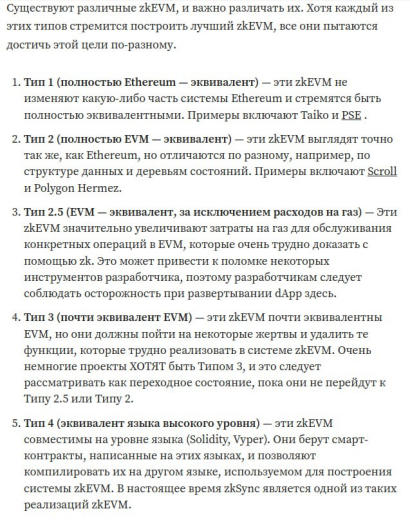 Существуют различные zkEVM, и важно различать их. Хотя каждый из
этих типов стремится построить лучший zkEVM, все они пытаются
достичь этой цели по-разному.
1. Тип 1 (полностью Ethereum — эквивалент) — эти zkEVM не
изменяют какую-либо часть системы Ethereum и стремятся быть
полностью эквивалентными. Примеры включают Taiko и PSE .
2. Тип 2 (полностью EVM — эквивалент) — эти zkEVM выглядят точно
так же, как Ethereum, но отличаются по разному, например, по
структуре данных и деревьям состояний. Примеры включают Scroll
и Polygon Hermez.
3. Тип 2.5 (EVM — эквивалент, за исключением расходов на газ) — Эти
zkEVM значительно увеличивают затраты на газ для обслуживания
конкретных операций в EVM, которые очень трудно доказать с
помощью zk. Это может привести к поломке некоторых
инструментов разработчика, поэтому разработчикам следует
соблюдать осторожность при развертывании dApp здесь.
4. Тип 3 (почти эквивалент EVM) — эти zkEVM почти эквивалентны
EVM, но они должны пойти на некоторые жертвы и удалить те
функции, которые трудно реализовать в системе zkEVM. Очень
немногие проекты ХОТЯТ быть Типом 3, и это следует
рассматривать как переходное состояние, пока они не перейдут к
Типу 2.5 или Типу 2.
5. Тип 4 (эквивалент языка высокого уровня) — эти zkEVM
совместимы на уровне языка (Solidity, Vyper). Они берут смарт-
контракты, написанные на этих языках, и позволяют
компилировать их на другом языке, используемом для построения
системы zkEVM. В настоящее время zkSync является одной из таких
реализаций zkEVM.